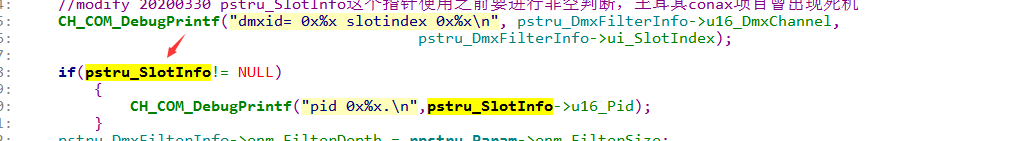 //modify 20200330 pstru_SlotInfo这个指针使用之前要进行非空判断，土耳其conax项目曾出现死机
CH_COM_DebugPrintf("dmxid= 0x%x slotindex 0x%x\n", pstru_DmxFilterInfo->u16_DmxChannel,
pstru_DmxFilterInfo->ui_SlotIndex);
if(pstru_SlotInfo!= NULL)
{
CH_COM_DebugPrintf("pid 0x%x.\n",pstru_SlotInfo->u16_Pid);
}
pstru_DmxFilterInfo->enm_FilterDepth = ppstru_Param->enm_FilterSize;